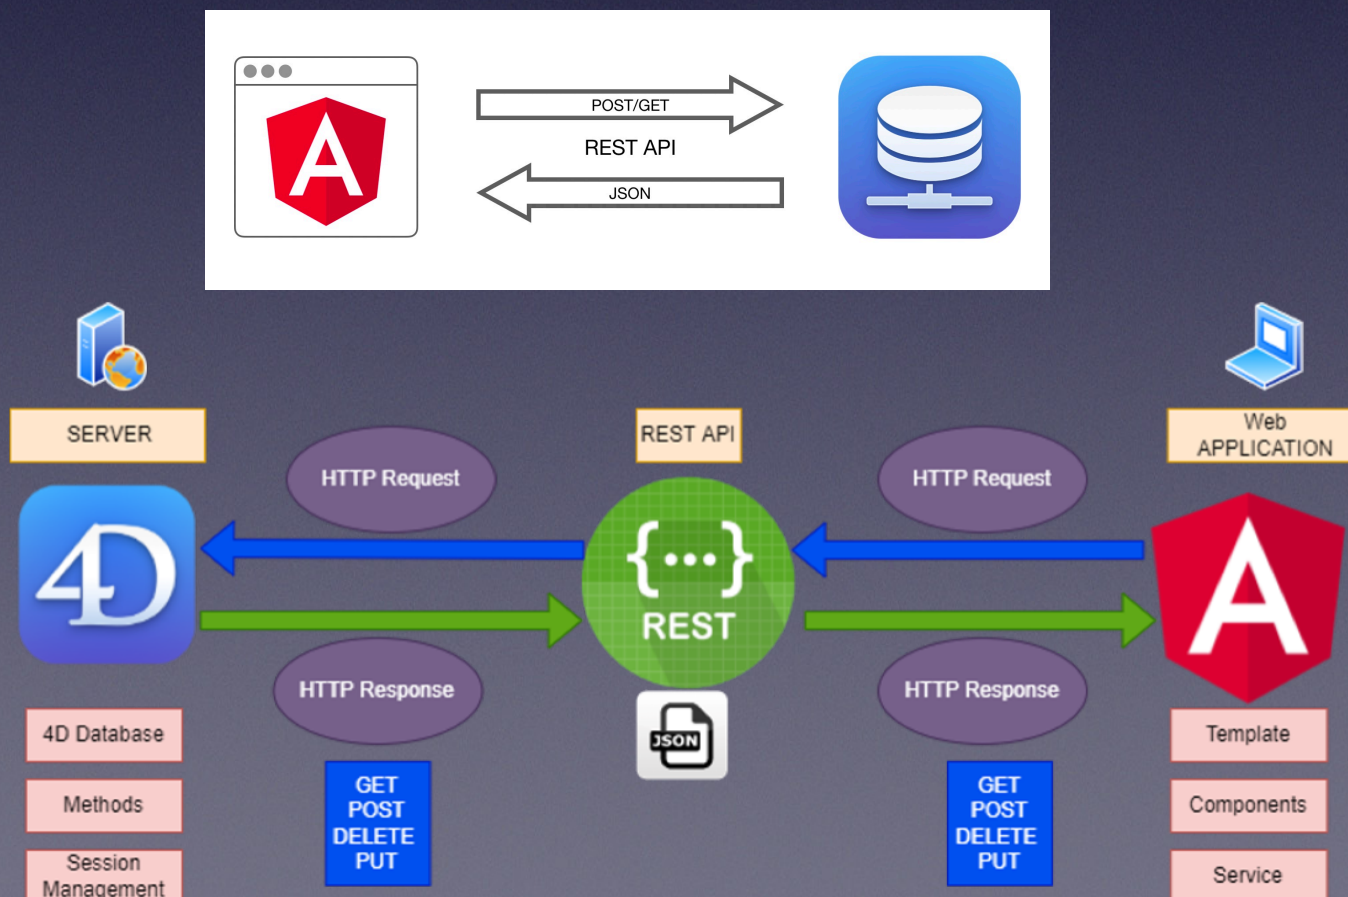 POST/GET
REST API
JSON
SERVER
REST API
Web
APPLICATION
HTTP Request
HTTP Request
4D
{...}
REST
A
A
HTTP Response
HTTP Response
JSON
4D Database
Template
Methods
Components
GET
POST
DELETE
PUT
GET
POST
DELETE
PUT
Session
Management
Service